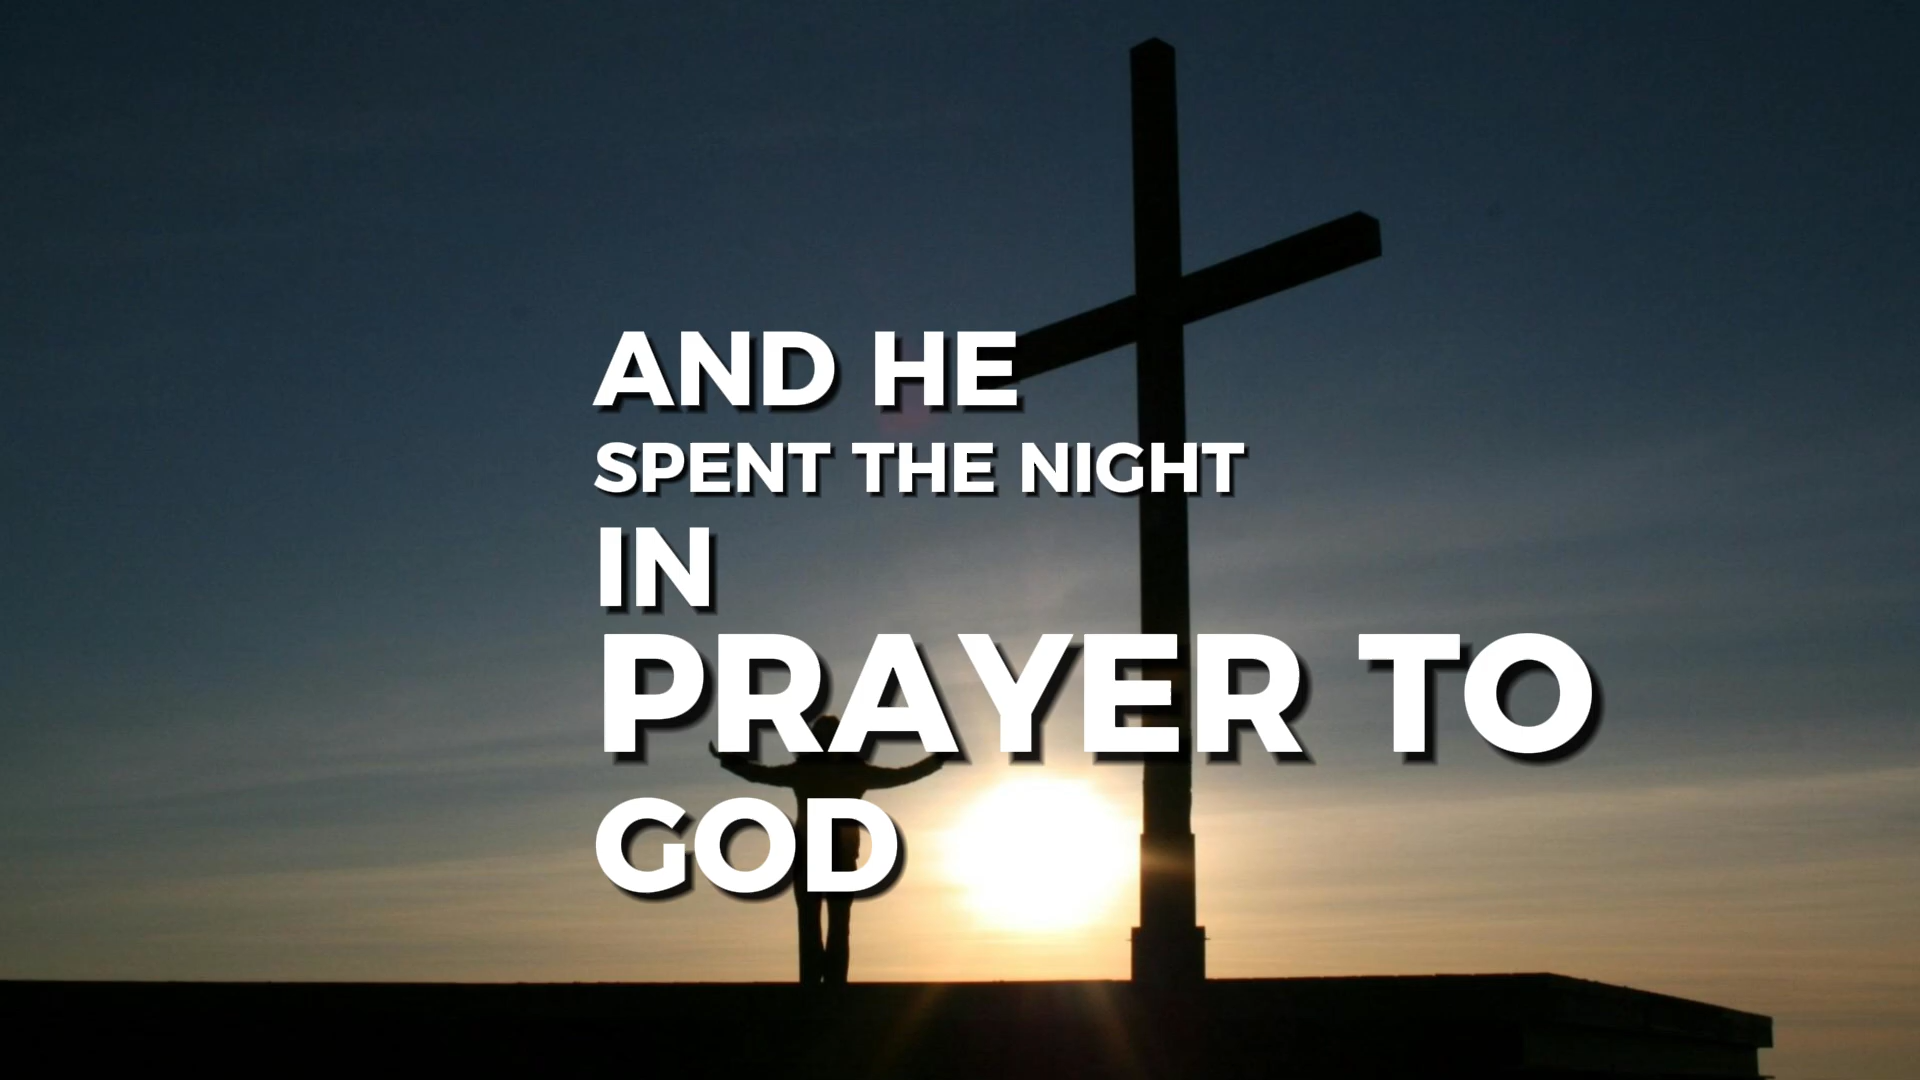 AND HE
SPENT THE NIGHT
IN
PRAYER TO
GOD